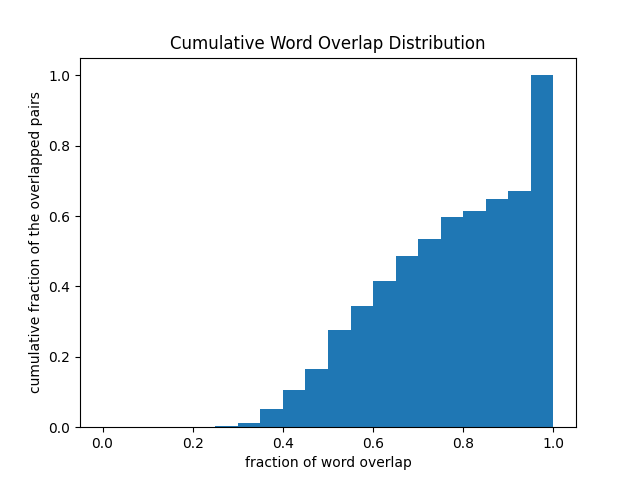 Cumulative Word Overlap Distribution
cumulative fraction of the overlapped pairs
1.0
0.8
0.6
0.4
0.2
0.0
0.0 0.2 0.4 0.6 0.8 1.0
fraction of word overlap